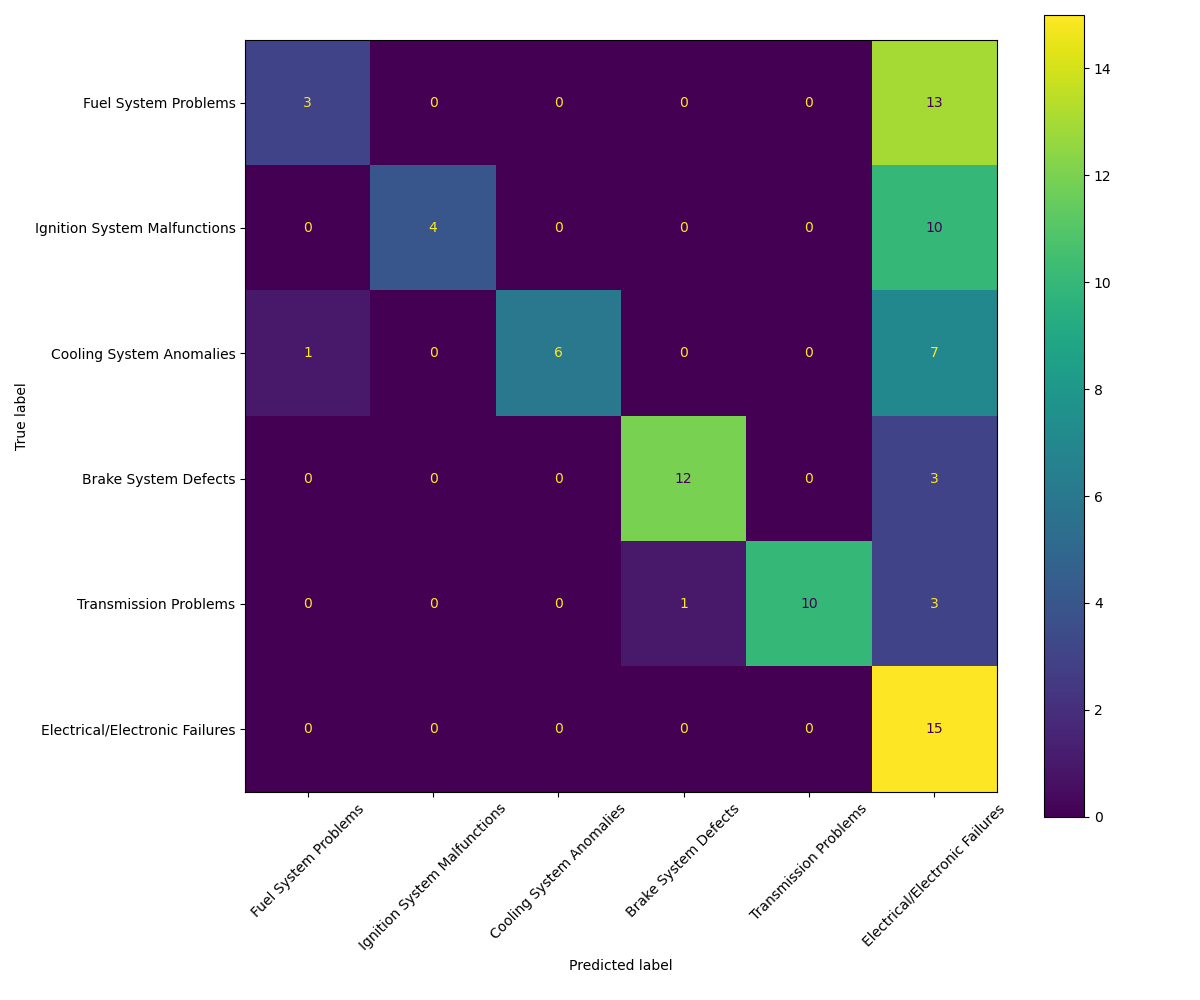 Fuel System Problems 3 0 0 0 0 13
Ignition System Malfunctions 0 4 0 0 0 10
Cooling System Anomalies 1 0 6 0 0 7
Brake System Defects 0 0 0 12 0 3
Transmission Problems 0 0 0 1 10 3
Electrical/Electronic Failures 0 0 0 0 0 15
True label
Fuel System Problems
Ignition System Malfunctions
Cooling System Anomalies
Brake System Defects
Transmission Problems
Electrical/Electronic Failures
Predicted label
14
12
10
8
6
4
2
0